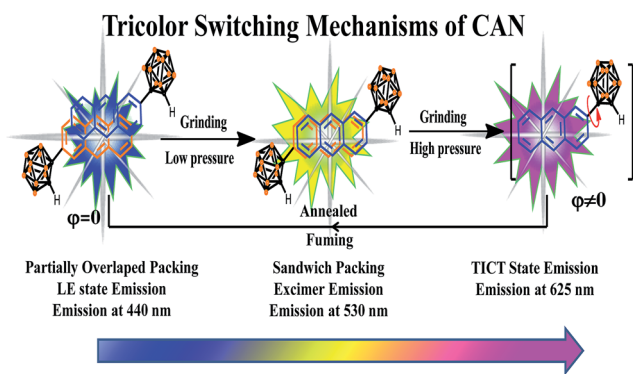 Tricolor Switching Mechanisms of CAN
H
H
φ=0
Grinding
Low pressure
H
H
Grinding
High pressure
H
φ≠0
Annealed
Fuming
Partially Overlaped Packing
LE state Emission
Emission at 440 nm
Sandwich Packing
Excimer Emission
Emission at 530 nm
TICT State Emission
Emission at 625 nm